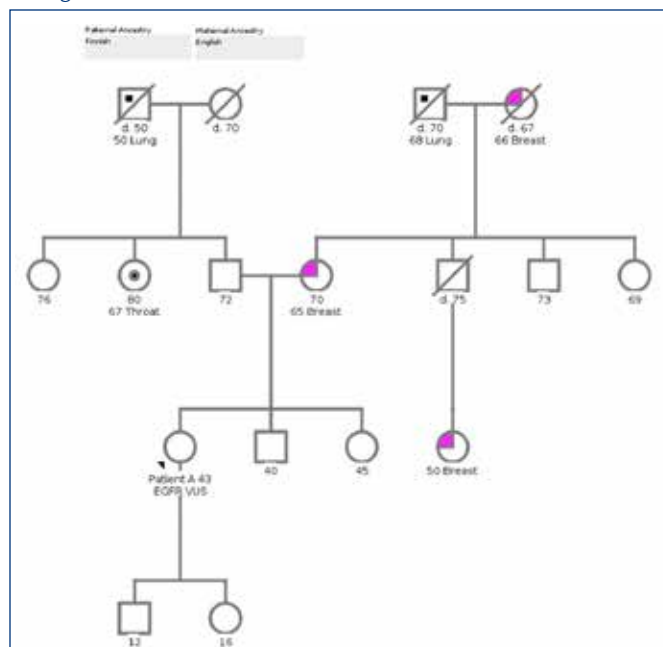 Paternal Ancestry
Finnish
Maternal Ancestry
English
d. 50
50 Lung
d. 70
d. 70
68 Lung
d. 67
66 Breast
76
80
67 Throat
72
70
65 Breast
d. 75
73
69
Patient A 43
EGFR VUS
40
45
50 Breast
12
16